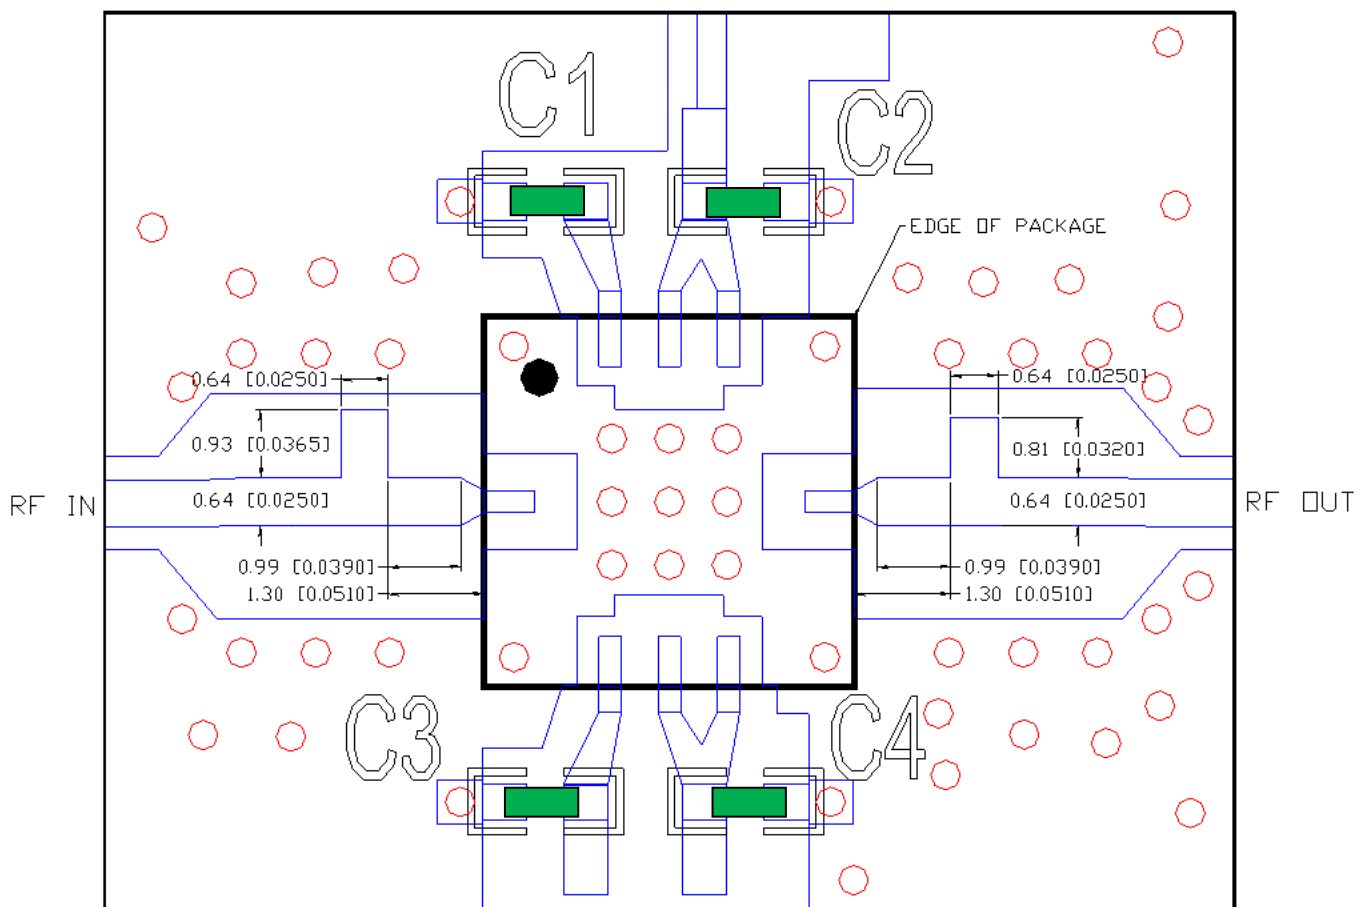 C1
C2
EDGE OF PACKAGE
0.64 [0.0250]
0.64 [0.0250]
0.93 [0.0365]
0.81 [0.0320]
RF IN
0.64 [0.0250]
0.64 [0.0250]
RF OUT
0.99 [0.0390]
0.99 [0.0390]
1.30 [0.0510]
1.30 [0.0510]
C3
C4